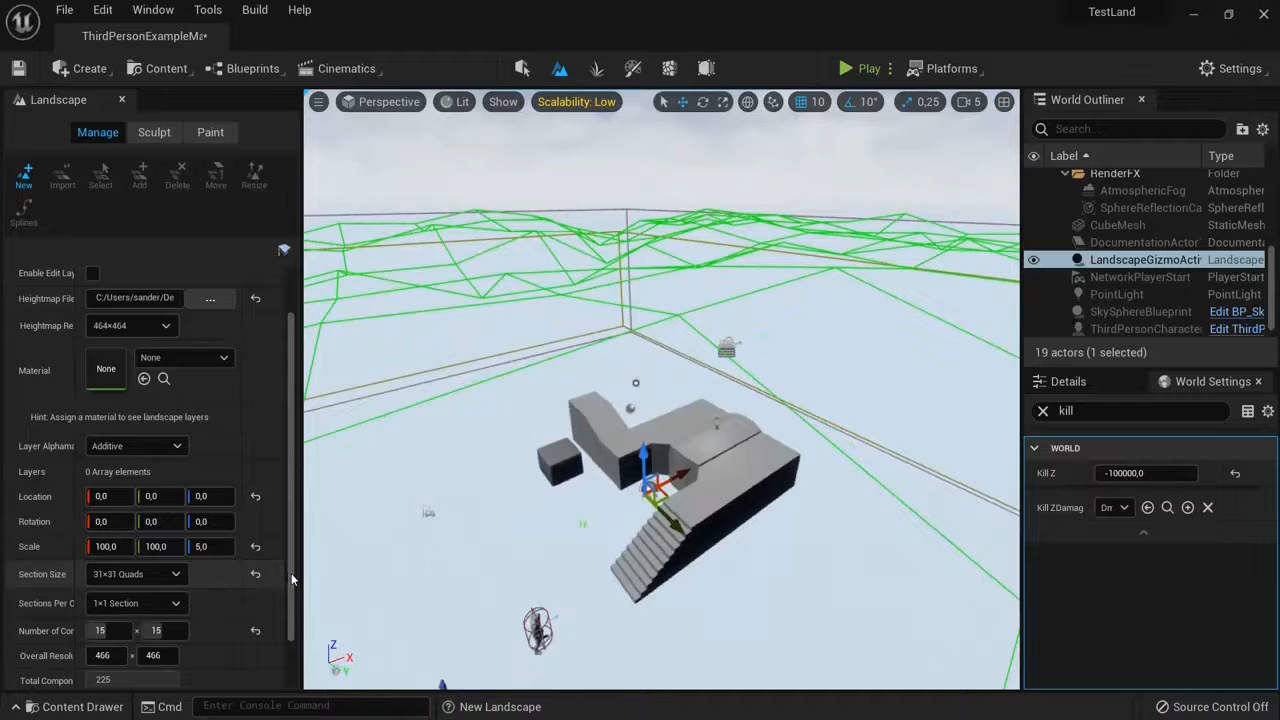 File Edit Window Tools Build Help
TestLand
ThirdPersonExampleMa*
Create Content Blueprints Cinematics Play Platforms Settings
Landscape
Manage Sculpt Paint
New Import Select Add Delete Move Resize
Splines
Enable Edit Lay
Heightmap File C:/Users/sander/De ...
Heightmap Re 464×464
Material None None
Hint: Assign a material to see landscape layers
Layer Alphama Additive
Layers 0 Array elements
Location 0,0 0,0 0,0
Rotation 0,0 0,0 0,0
Scale 100,0 100,0 5,0
Section Size 31×31 Quads
Sections Per C 1×1 Section
Number of Cor 15 × 15
Overall Resol 466 × 466
Total Compon 225
Perspective Lit Show Scalability: Low 10 10° 0,25 5
Z
X
Y
World Outliner
Search...
Label Type
RenderFX Folder
AtmosphericFog Atmospher
SphereReflectionCa SphereRefl
CubeMesh StaticMesh
DocumentationActor Documenta
LandscapeGizmoActi Landscape
NetworkPlayerStart PlayerStart
PointLight PointLight
SkySphereBlueprint Edit BP_Sk
ThirdPersonCharacte Edit ThirdP
19 actors (1 selected)
Details World Settings
kill
WORLD
Kill Z -100000,0
Kill ZDamag Dm
Content Drawer Cmd Enter Console Command New Landscape Source Control Off